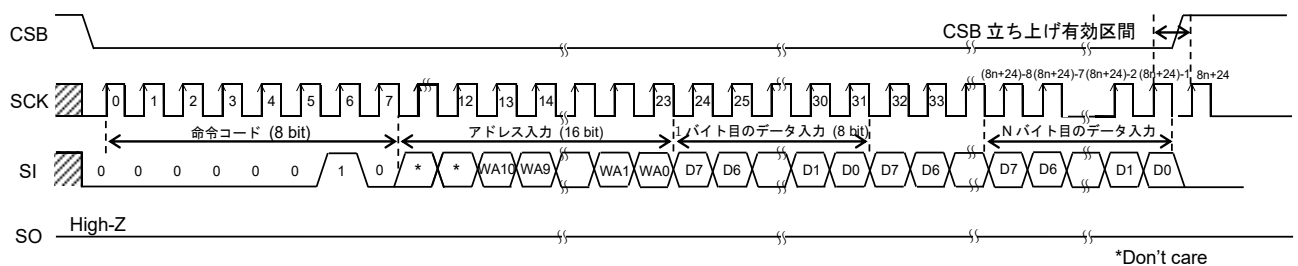 CSB
CSB 立ち上げ有効区間
(8n+24)-8 (8n+24)-7 (8n+24)-2 (8n+24)-1 8n+24
SCK 0 1 2 3 4 5 6 7 12 13 14 23 24 25 30 31 32 33
命令コード (8 bit) アドレス入力 (16 bit) 1 バイト目のデータ入力 (8 bit) N バイト目のデータ入力
SI 0 0 0 0 0 0 1 0 * * WA10 WA9 WA1 WA0 D7 D6 D1 D0 D7 D6 D7 D6 D1 D0
High-Z
SO
*Don't care